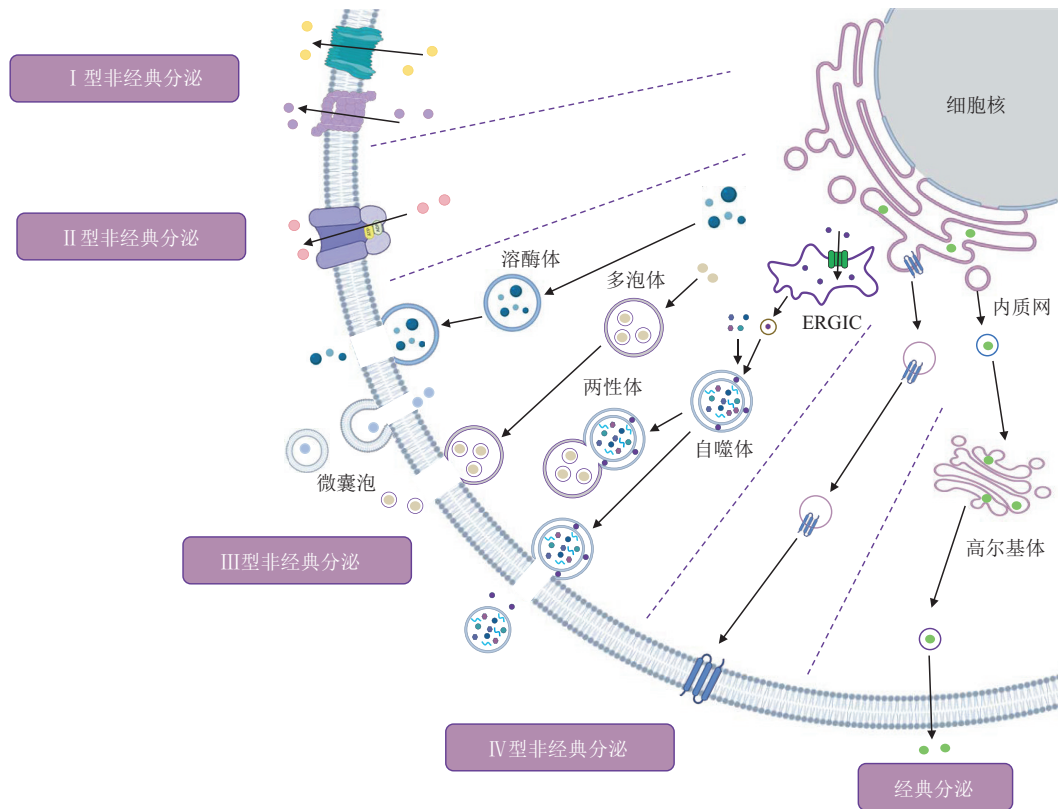 Ⅰ型非经典分泌
细胞核
Ⅱ型非经典分泌
溶酶体
多泡体
内质网
ERGIC
两性体
自噬体
微囊泡
高尔基体
Ⅲ型非经典分泌
Ⅳ型非经典分泌
经典分泌